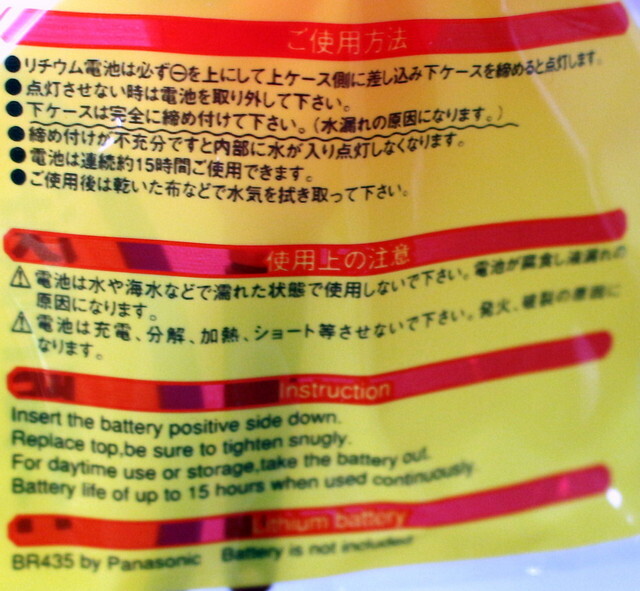 ご使用方法
●リチウム電池は必ず⊖を上にして上ケース側に差し込み下ケースを締めると点灯します。
●点灯させない時は電池を取り外して下さい。
●下ケースは完全に締め付けて下さい。(水漏れの原因になります。)
●締め付けが不充分ですと内部に水が入り点灯しなくなります。
●電池は連続約15時間ご使用できます。
●ご使用後は乾いた布などで水気を拭き取って下さい。
使用上の注意
⚠電池は水や海水などで濡れた状態で使用しないで下さい。電池が腐食し液漏れの
原因になります。
⚠電池は充電、分解、加熱、ショート等させないで下さい。発火、破裂の原因に
なります。
Instruction
Insert the battery positive side down.
Replace top,be sure to tighten snugly.
For daytime use or storage,take the battery out.
Battery life of up to 15 hours when used continuously.
Lithium battery
BR435 by Panasonic Battery is not included